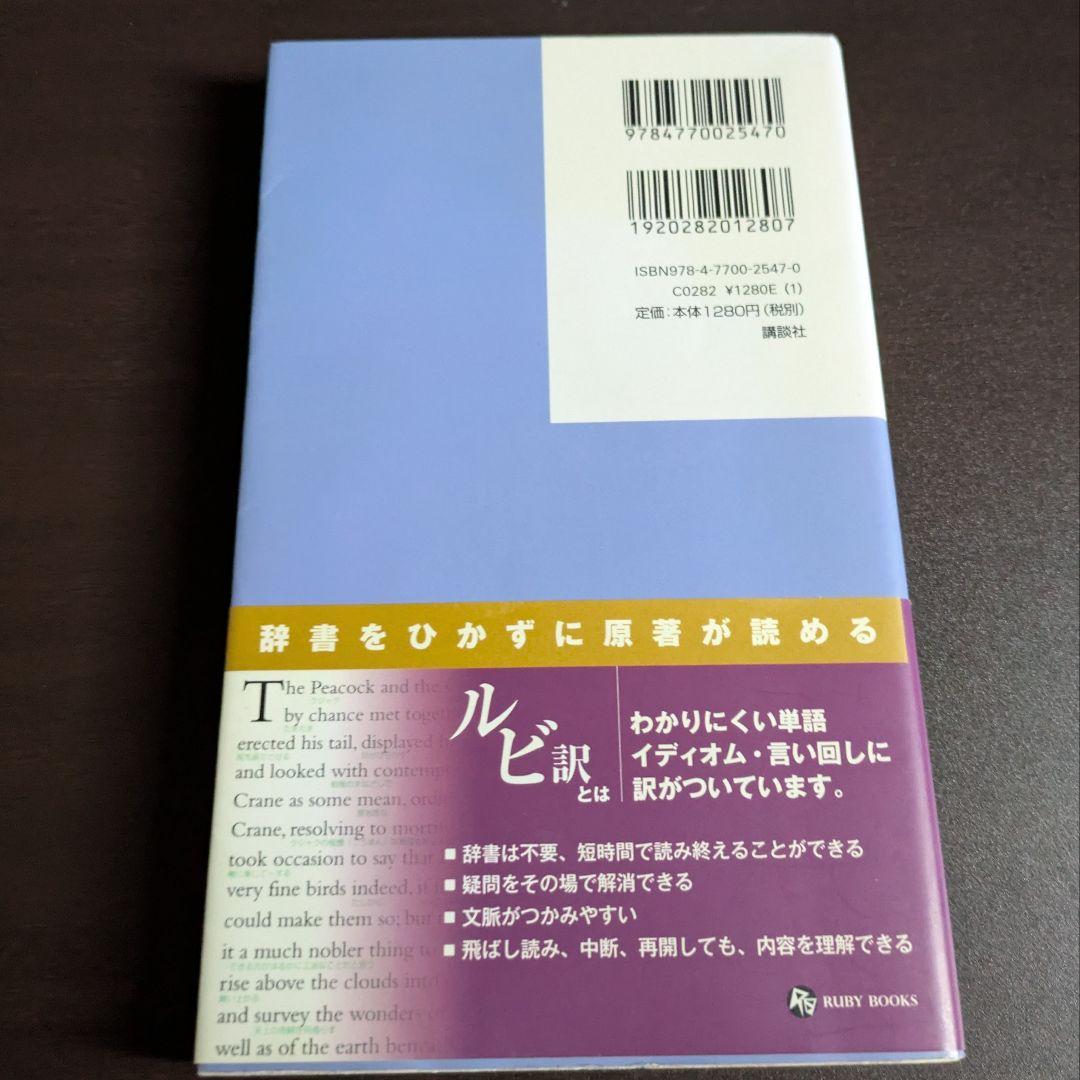 9784770025470
1920282012807
ISBN978-4-7700-2547-0
C0282 ¥1280E (1)
定価:本体1280円(税別)
講談社
辞書をひかずに原著が読める
The Peacock and the
by chance met
erected his tail, displayed
and looked with
Crane as some mean,
Crane, resolving to
took occasion to say that
very fine birds indeed, if
could make them so; but
it a much nobler thing
rise above the clouds
and survey the wonders
well as of the earth
ルビ訳とは
わかりにくい単語
イディオム・言い回しに
訳がついています。
■ 辞書は不要、短時間で読み終えることができる
■ 疑問をその場で解消できる
■ 文脈がつかみやすい
■ 飛ばし読み、中断、再開しても、内容を理解できる
RUBY BOOKS